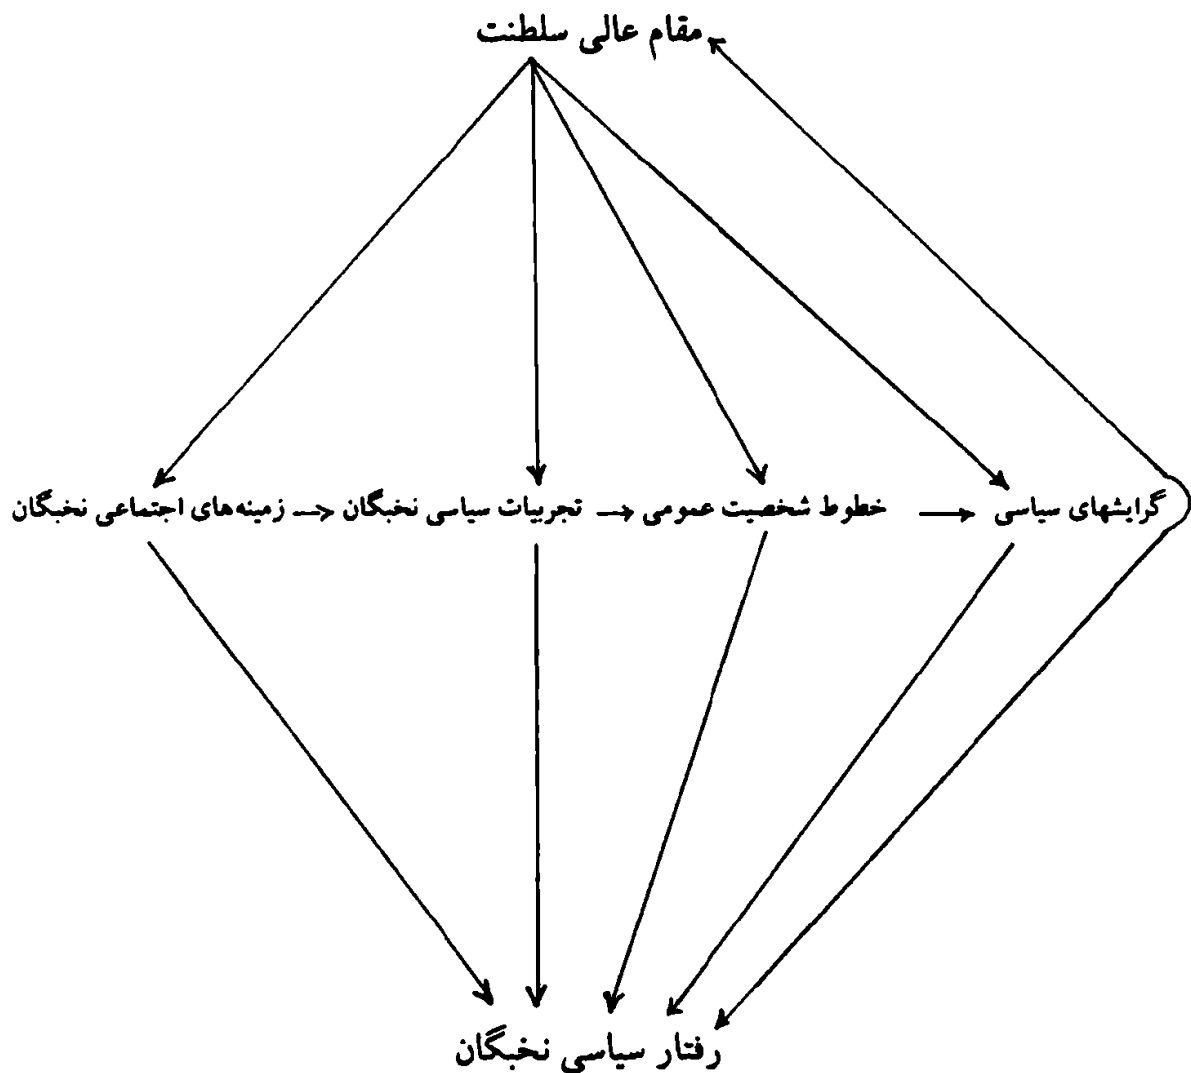 مقام عالی سلطنت
زمینه‌های اجتماعی نخبگان → تجربیات سیاسی نخبگان → خطوط شخصیت عمومی → گرایشهای سیاسی
رفتار سیاسی نخبگان